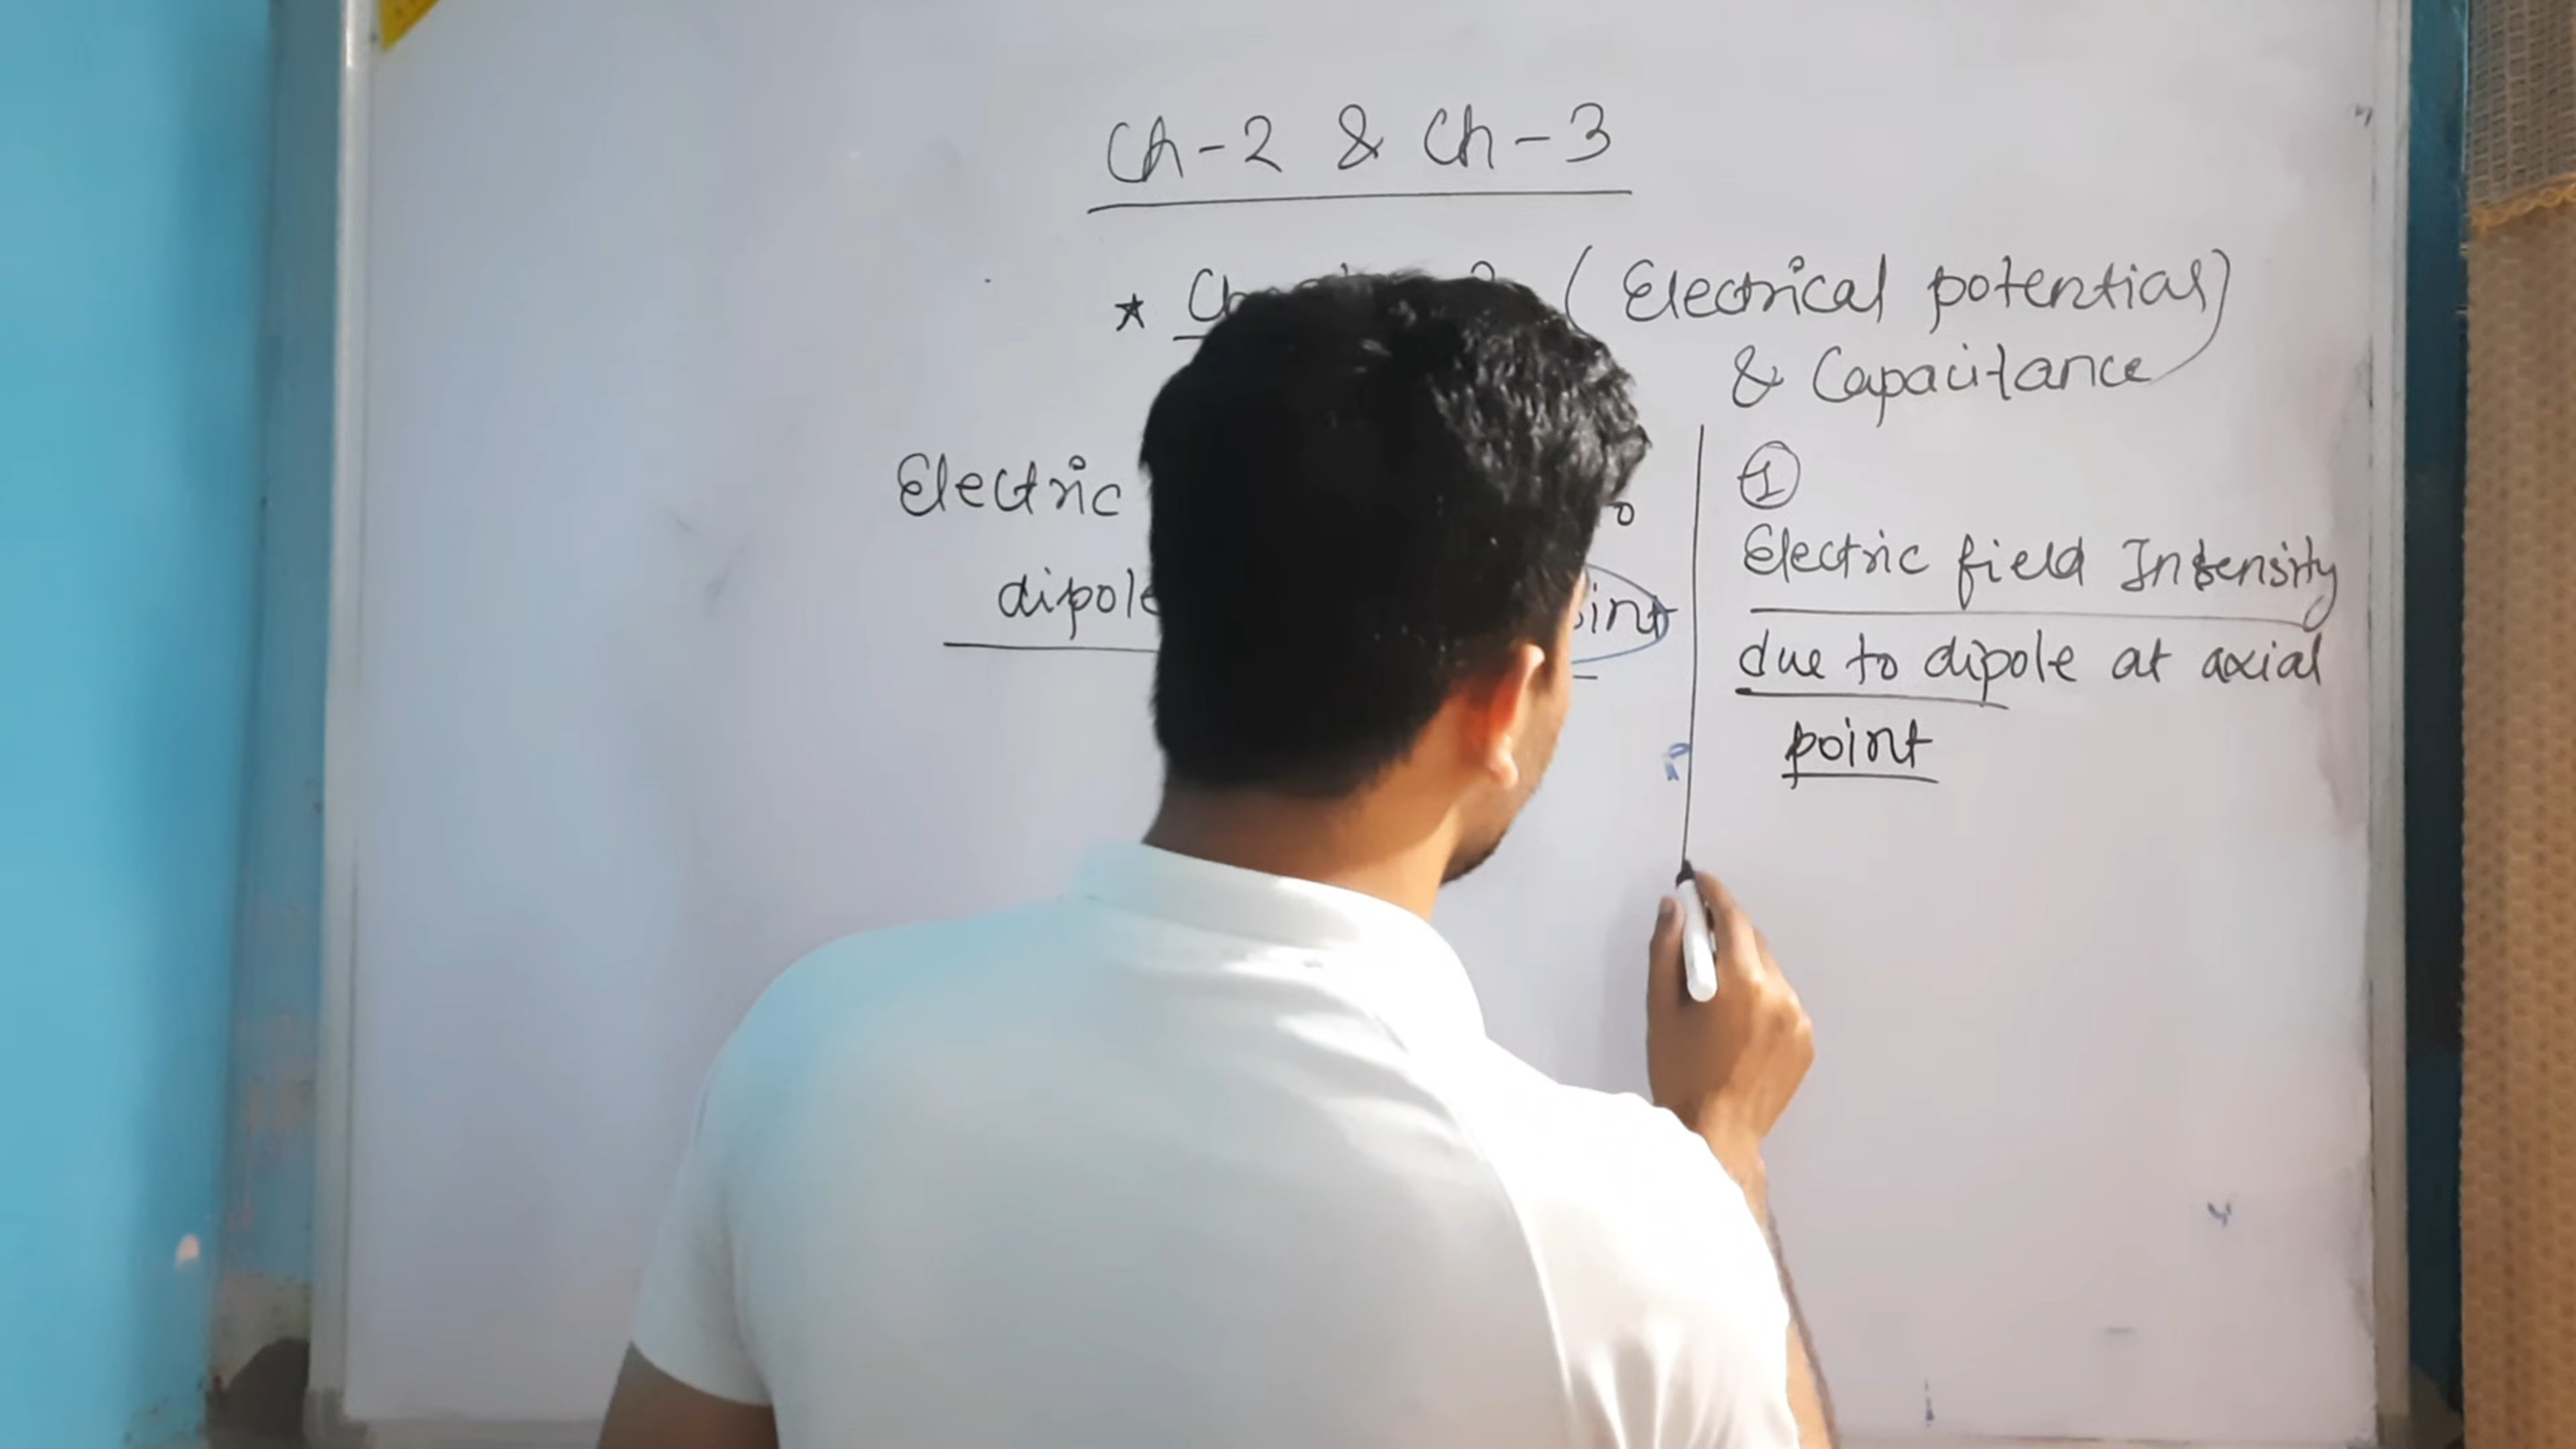 Ch-2 & Ch-3
★ ( Electrical potential)
& Capacitance
Electric
dipole
①
Electric field Intensity
due to dipole at axial
point